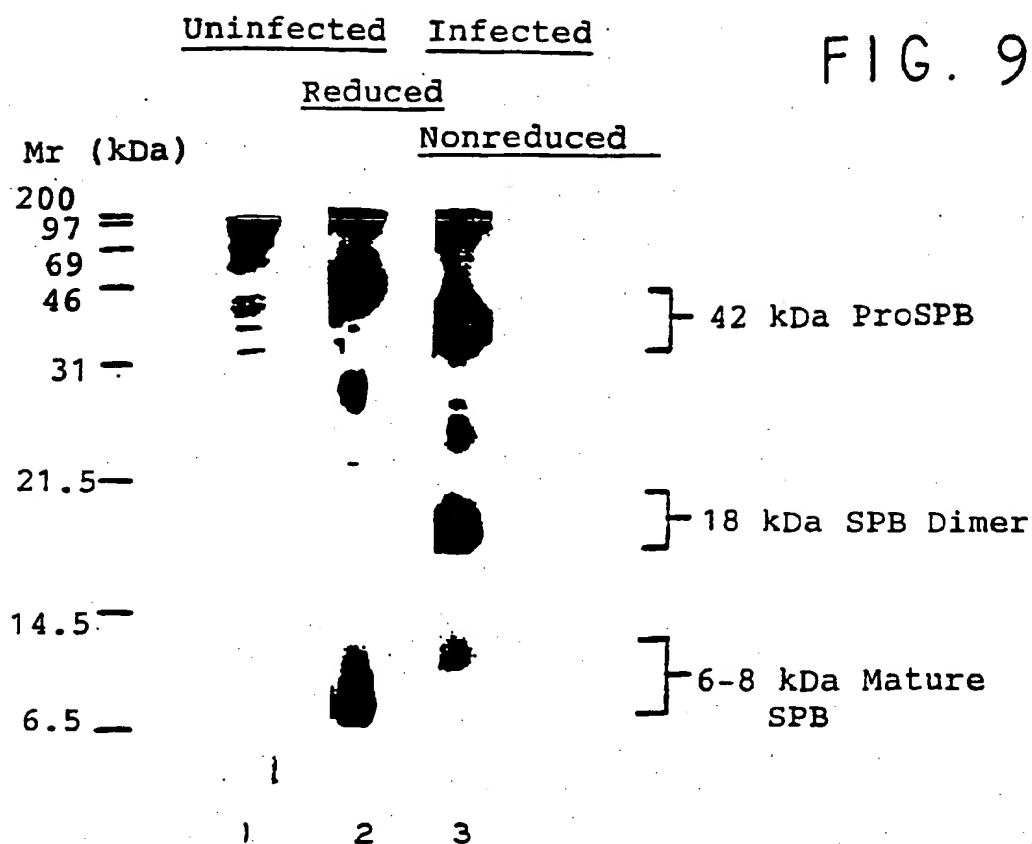 FIG. 9
Uninfected Infected
Reduced
Nonreduced
Mr (kDa)
200
97
69
46
42 kDa ProSPB
31
21.5
18 kDa SPB Dimer
14.5
6-8 kDa Mature
SPB
6.5
1 2 3